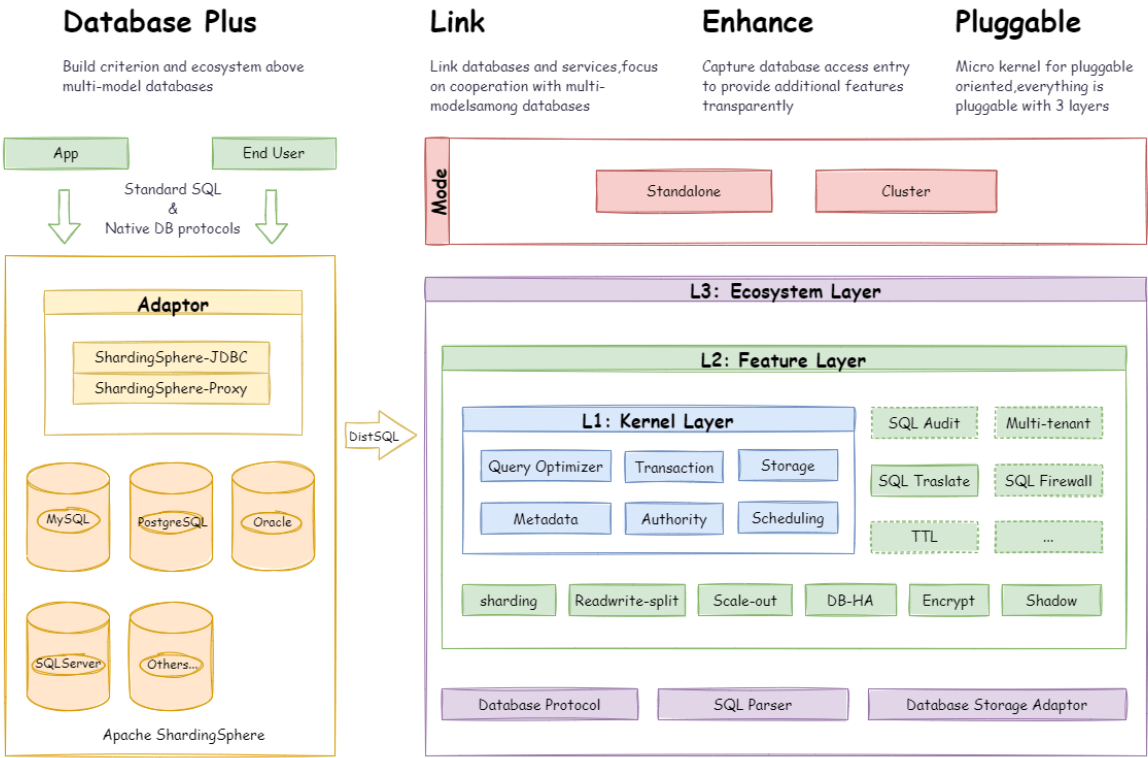 Database Plus
Build criterion and ecosystem above
multi-model databases
Link
Link databases and services,focus
on cooperation with multi-
modelsamong databases
Enhance
Capture database access entry
to provide additional features
transparently
Pluggable
Micro kernel for pluggable
oriented,everything is
pluggable with 3 layers
App
End User
Standard SQL
&
Native DB protocols
Adaptor
ShardingSphere-JDBC
ShardingSphere-Proxy
MySQL
PostgreSQL
Oracle
SQLServer
Others...
Apache ShardingSphere
DistSQL
Mode
Standalone
Cluster
L3: Ecosystem Layer
L2: Feature Layer
L1: Kernel Layer
Query Optimizer
Transaction
Storage
Metadata
Authority
Scheduling
SQL Audit
Multi-tenant
SQL Traslate
SQL Firewall
TTL
...
sharding
Readwrite-split
Scale-out
DB-HA
Encrypt
Shadow
Database Protocol
SQL Parser
Database Storage Adaptor